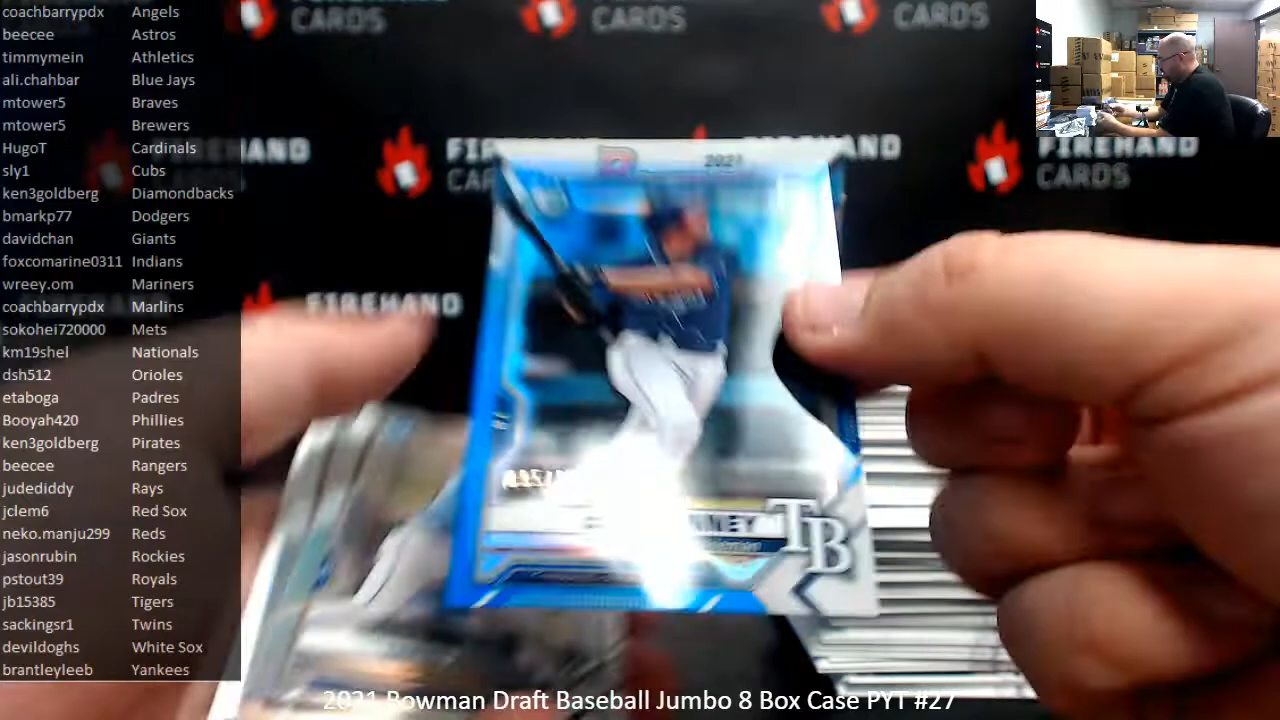 coachbarrypdx Angels
beecee Astros
timmymein Athletics
ali.chahbar Blue Jays
mtower5 Braves
mtower5 Brewers
HugoT Cardinals
sly1 Cubs
ken3goldberg Diamondbacks
bmarkp77 Dodgers
davidchan Giants
foxcomarine0311 Indians
wreey.om Mariners
coachbarrypdx Marlins
sokohei720000 Mets
km19shel Nationals
dsh512 Orioles
etaboga Padres
Booyah420 Phillies
ken3goldberg Pirates
beecee Rangers
judediddy Rays
jclem6 Red Sox
neko.manju299 Reds
jasonrubin Rockies
pstout39 Royals
jb15385 Tigers
sackingsr1 Twins
devildoghs White Sox
brantleyleeb Yankees
CARDS CARDS CARDS
FIREHAND
CARDS
FIREHAND
2021
TB
2021 Bowman Draft Baseball Jumbo 8 Box Case PYT #27